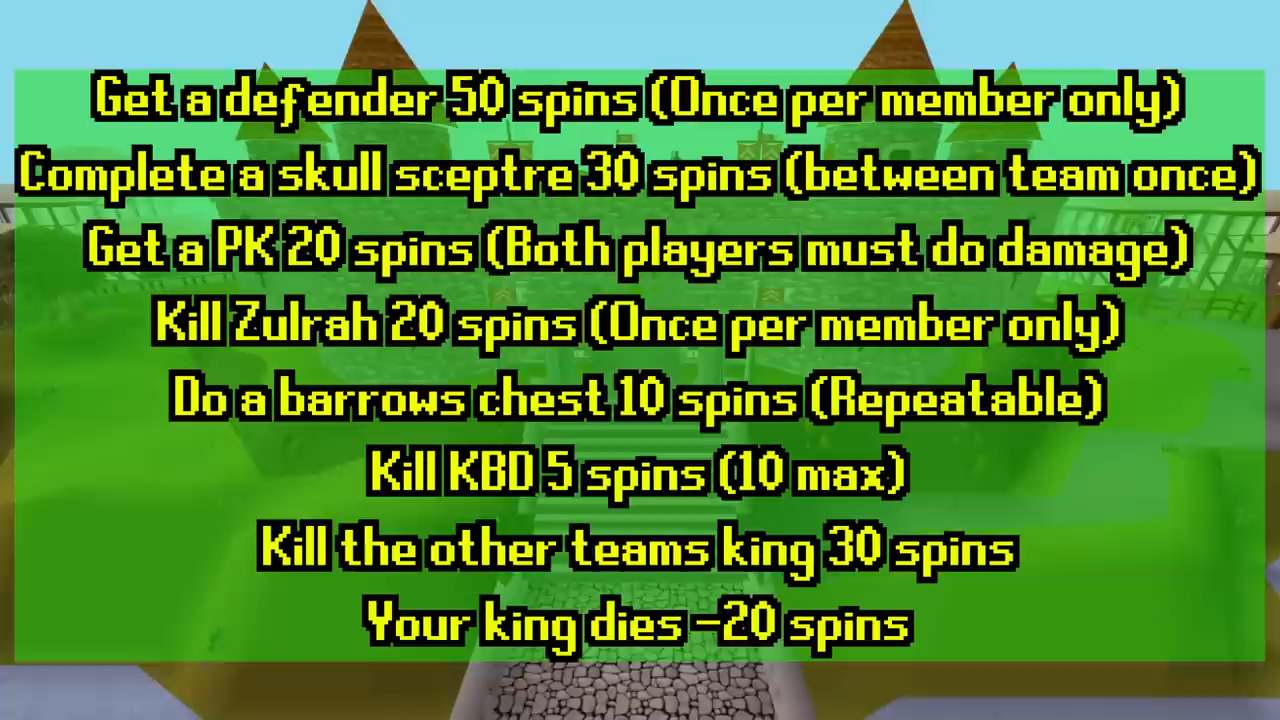 Get a defender 50 spins (Once per member only)
Complete a skull sceptre 30 spins (between team once)
Get a PK 20 spins (Both players must do damage)
Kill Zulrah 20 spins (Once per member only)
Do a barrows chest 10 spins (Repeatable)
Kill KBD 5 spins (10 max)
Kill the other teams king 30 spins
Your king dies -20 spins